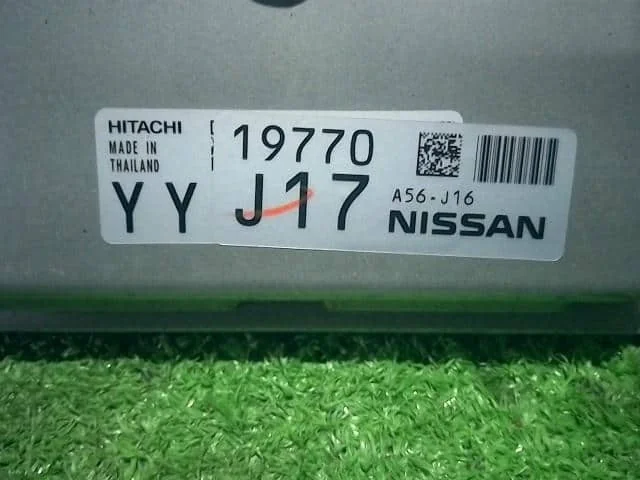 HITACHI
MADE IN
THAILAND
YY
19770
J17
A56-J16
NISSAN